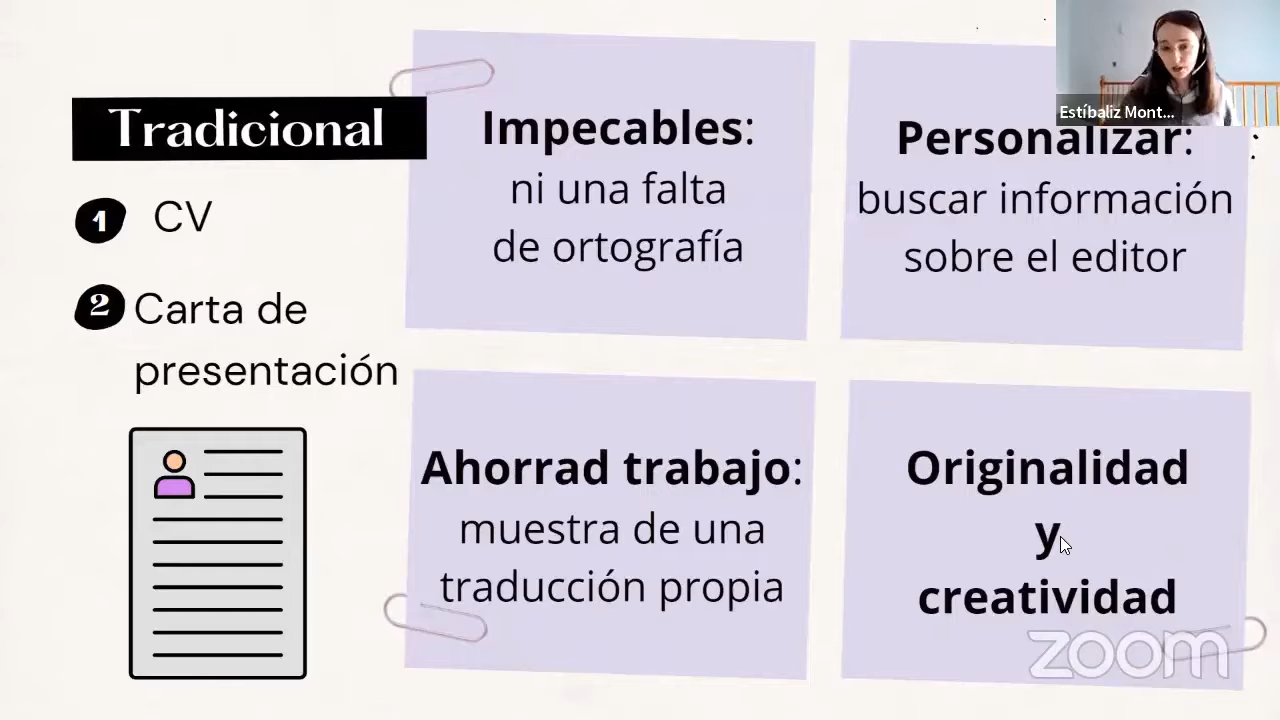 Tradicional
1 CV
2 Carta de
presentación
Impecables:
ni una falta
de ortografía
Personalizar:
buscar información
sobre el editor
Ahorrad trabajo:
muestra de una
traducción propia
Originalidad
y
creatividad
Estíbaliz Mont...
zoom